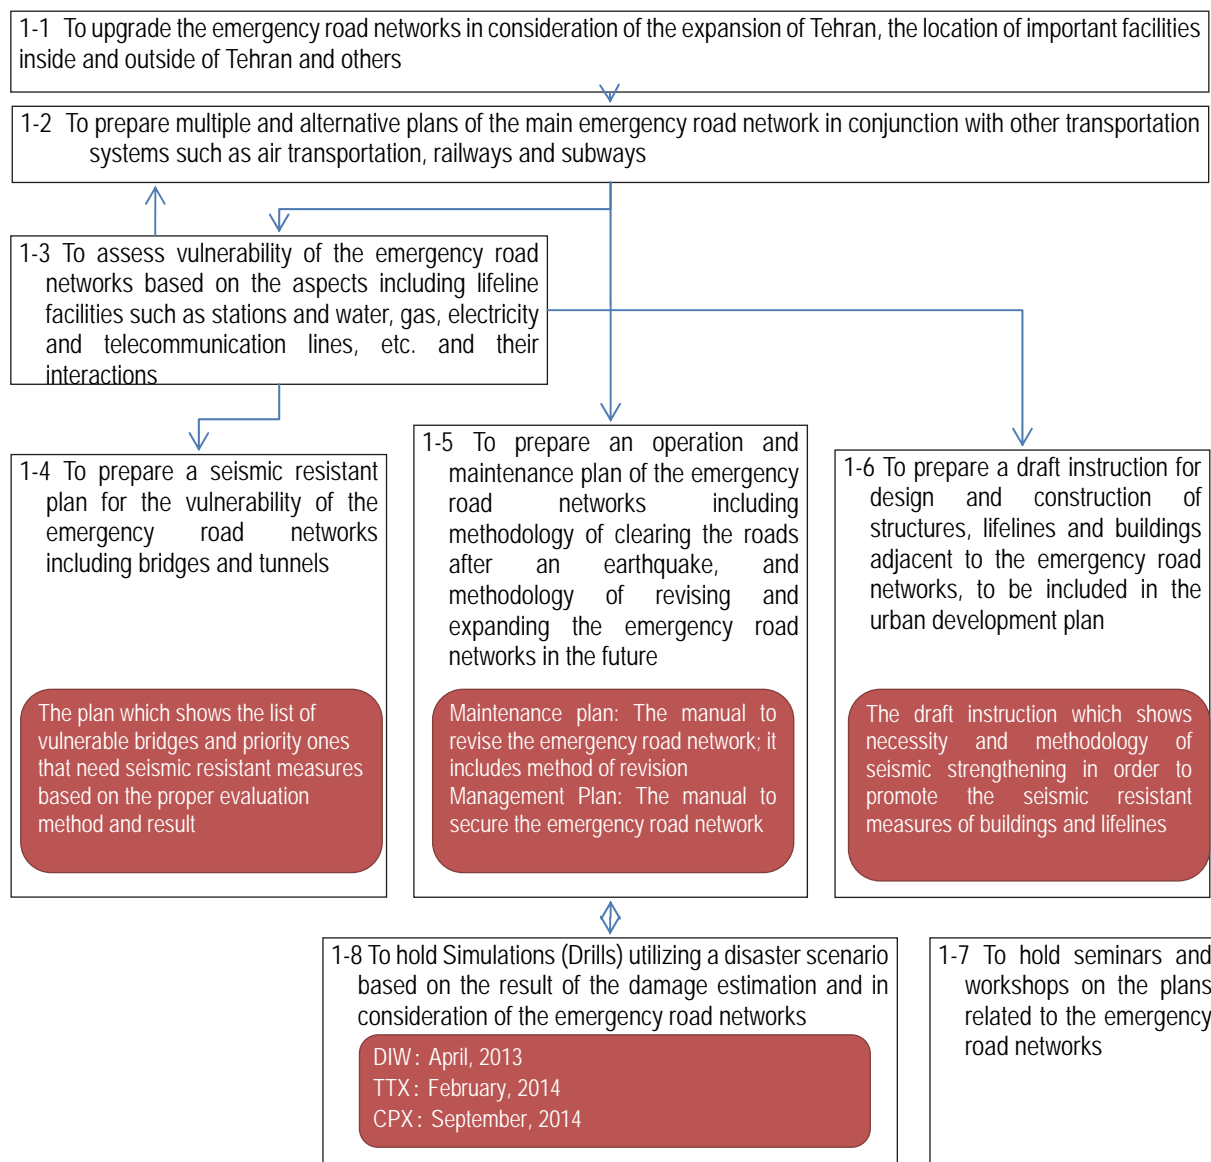 1-1 To upgrade the emergency road networks in consideration of the expansion of Tehran, the location of important facilities
inside and outside of Tehran and others
1-2 To prepare multiple and alternative plans of the main emergency road network in conjunction with other transportation
systems such as air transportation, railways and subways
1-3 To assess vulnerability of the emergency road
networks based on the aspects including lifeline
facilities such as stations and water, gas, electricity
and telecommunication lines, etc. and their
interactions
1-4 To prepare a seismic resistant
plan for the vulnerability of the
emergency road networks
including bridges and tunnels
The plan which shows the list of
vulnerable bridges and priority ones
that need seismic resistant measures
based on the proper evaluation
method and result
1-5 To prepare an operation and
maintenance plan of the emergency
road networks including
methodology of clearing the roads
after an earthquake, and
methodology of revising and
expanding the emergency road
networks in the future
Maintenance plan: The manual to
revise the emergency road network; it
includes method of revision
Management Plan: The manual to
secure the emergency road network
1-6 To prepare a draft instruction for
design and construction of
structures, lifelines and buildings
adjacent to the emergency road
networks, to be included in the
urban development plan
The draft instruction which shows
necessity and methodology of
seismic strengthening in order to
promote the seismic resistant
measures of buildings and lifelines
1-8 To hold Simulations (Drills) utilizing a disaster scenario
based on the result of the damage estimation and in
consideration of the emergency road networks
DIW : April, 2013
TTX : February, 2014
CPX : September, 2014
1-7 To hold seminars and
workshops on the plans
related to the emergency
road networks